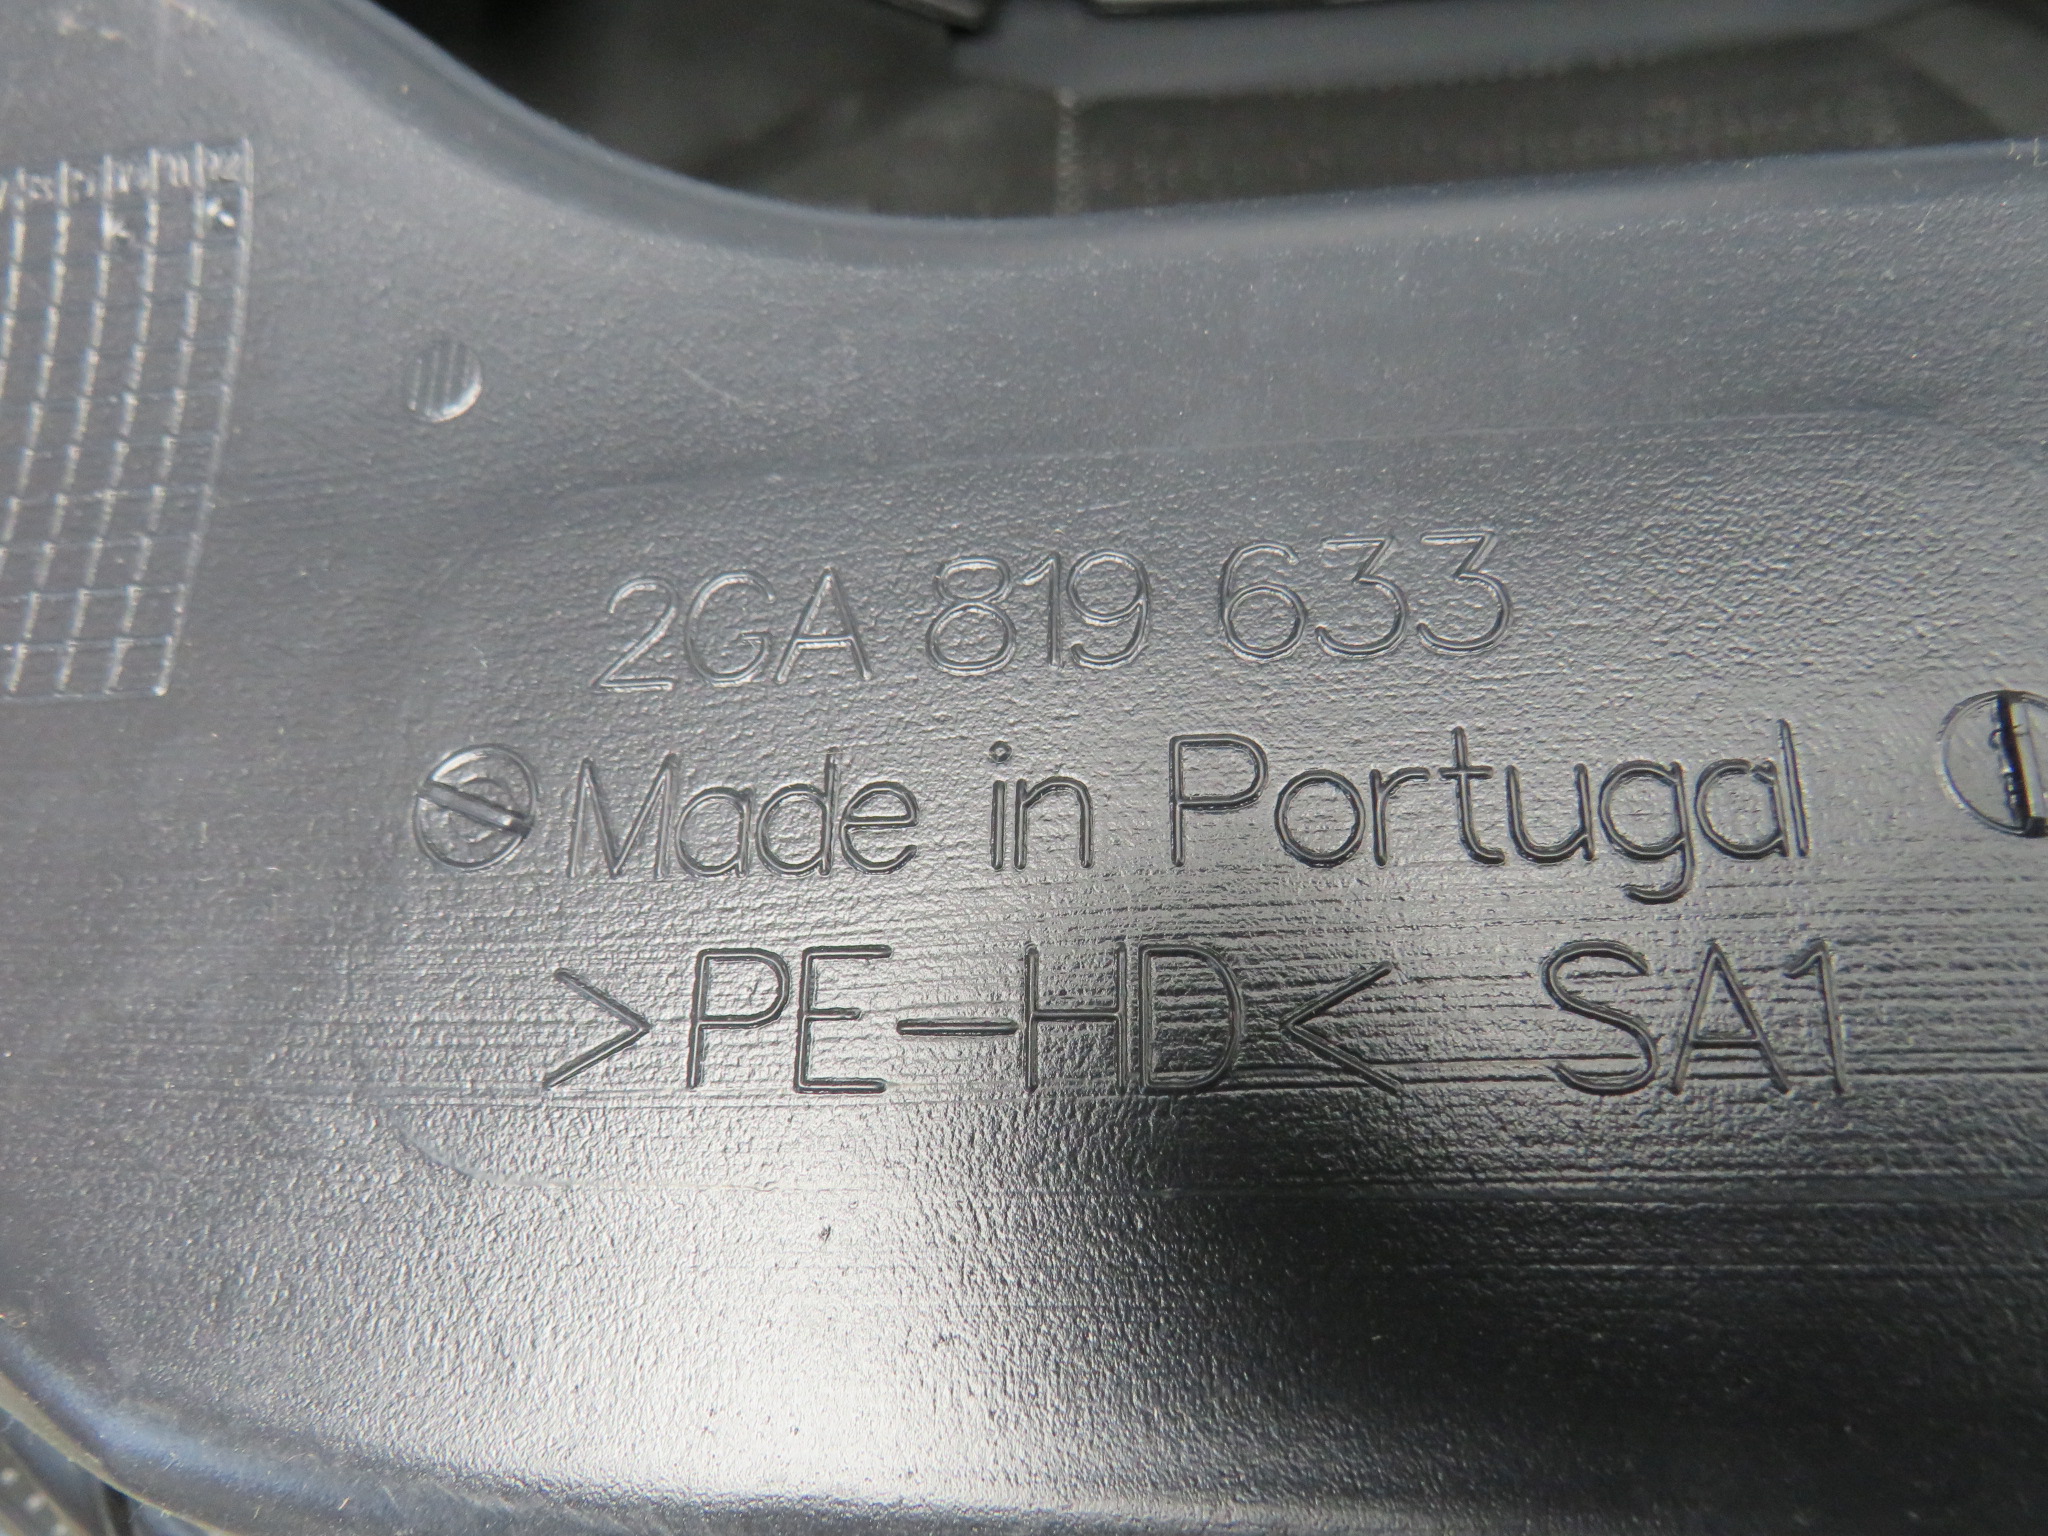 2GA 819 633
Made in Portugal
>PE-HD< SA1